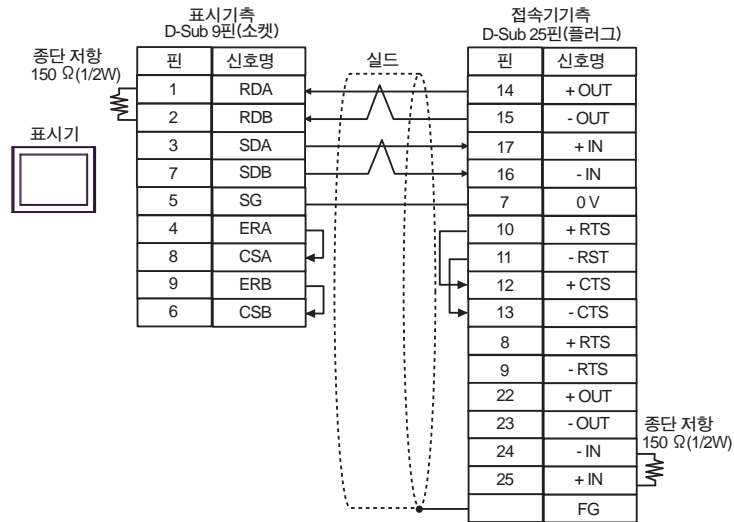 표시기측
D-Sub 9핀(소켓)
접속기기측
D-Sub 25핀(플러그)
종단 저항
150 Ω(1/2W)
표시기
실드
핀 신호명
1 RDA
2 RDB
3 SDA
7 SDB
5 SG
4 ERA
8 CSA
9 ERB
6 CSB
핀 신호명
14 + OUT
15 - OUT
17 + IN
16 - IN
7 0 V
10 + RTS
11 - RST
12 + CTS
13 - CTS
8 + RTS
9 - RTS
22 + OUT
23 - OUT
24 - IN
25 + IN
FG
종단 저항
150 Ω(1/2W)